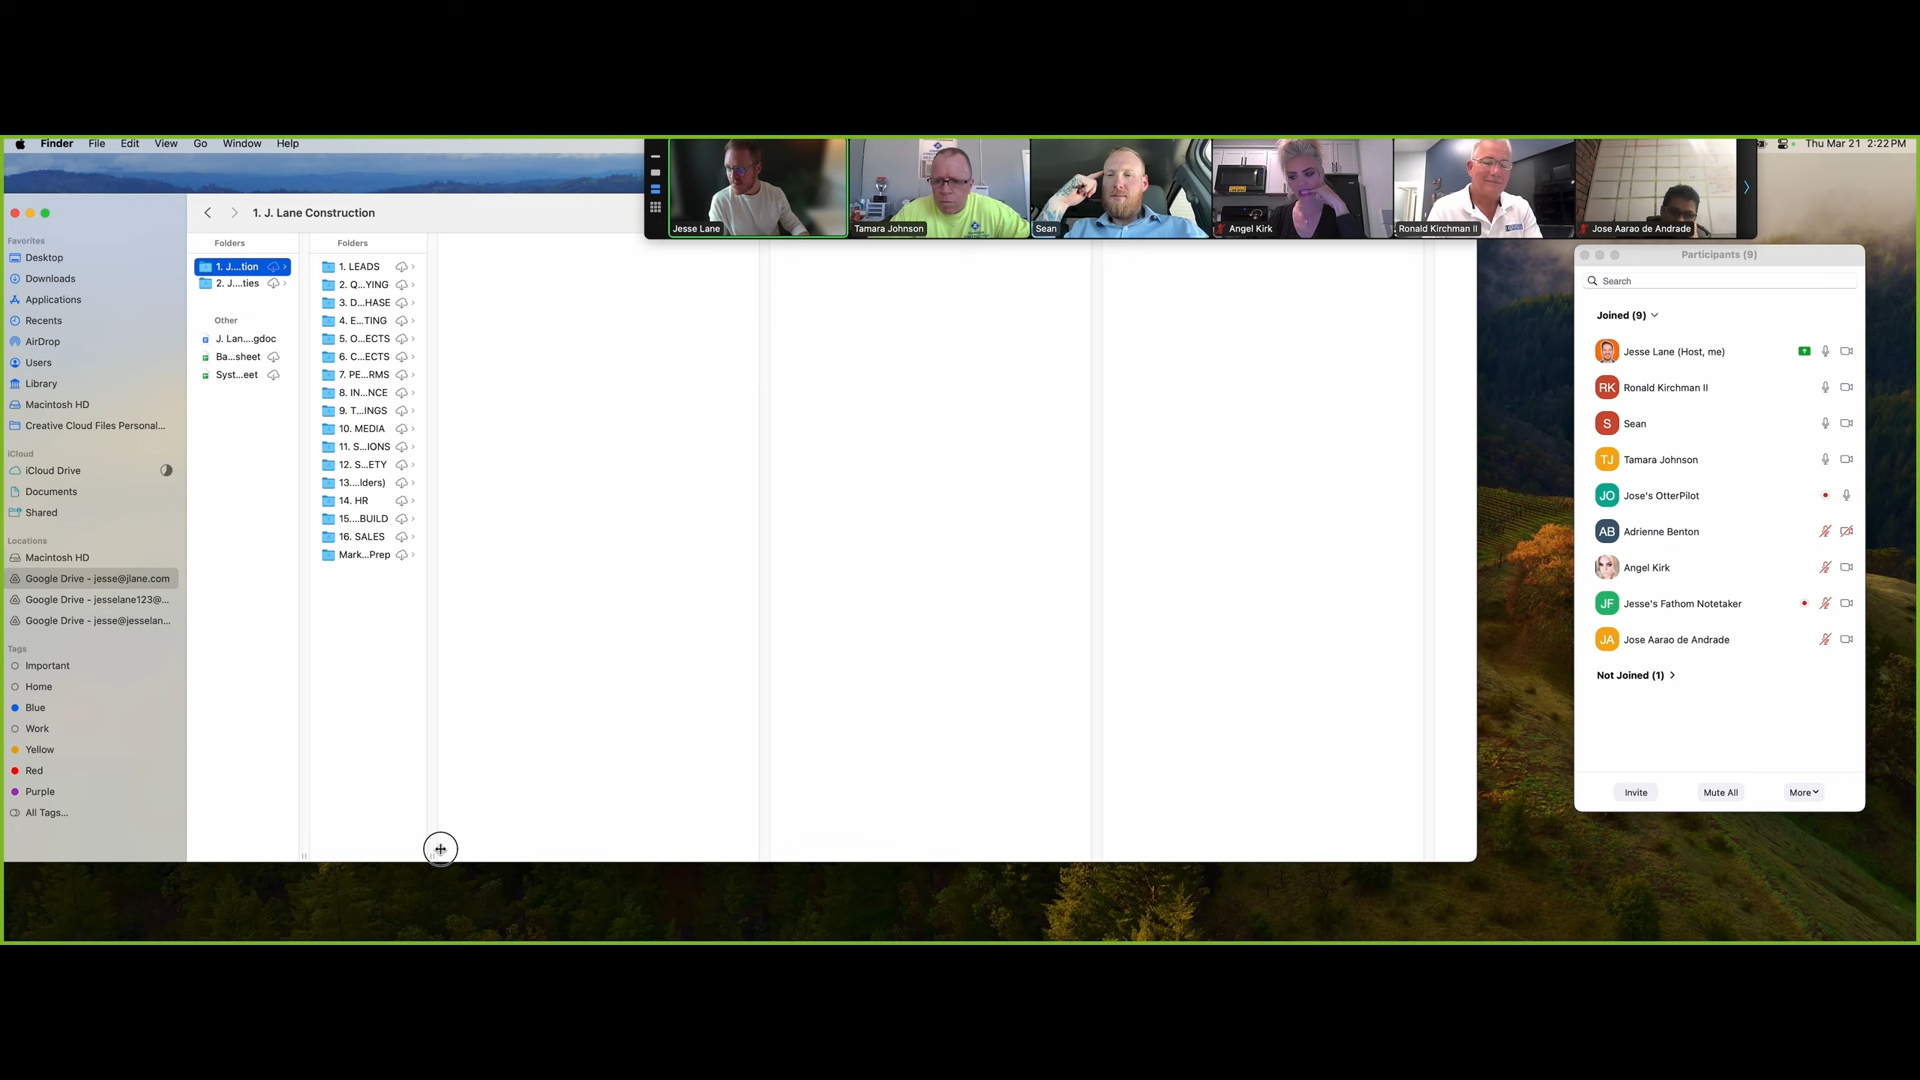 Finder File Edit View Go Window Help
Thu Mar 21 2:22 PM
Jesse Lane
Tamara Johnson
Sean
Angel Kirk
Ronald Kirchman II
Jose Aarao de Andrade
1. J. Lane Construction
Favorites
Desktop
Downloads
Applications
Recents
AirDrop
Users
Library
Macintosh HD
Creative Cloud Files Personal...
iCloud
iCloud Drive
Documents
Shared
Locations
Macintosh HD
Google Drive - jesse@jlane.com
Google Drive - jesselane123@...
Google Drive - jesse@jesselan...
Tags
Important
Home
Blue
Work
Yellow
Red
Purple
All Tags...
Folders
1. J....tion
2. J....ties
Other
J. Lan....gdoc
Ba...sheet
Syst...eet
Folders
1. LEADS
2. Q...YING
3. D...HASE
4. E...TING
5. O...ECTS
6. C...ECTS
7. PE...RMS
8. IN...NCE
9. T...INGS
10. MEDIA
11. S...IONS
12. S...ETY
13....lders)
14. HR
15....BUILD
16. SALES
Mark...Prep
Participants (9)
Search
Joined (9)
Jesse Lane (Host, me)
RK Ronald Kirchman II
S Sean
TJ Tamara Johnson
JO Jose's OtterPilot
AB Adrienne Benton
Angel Kirk
JF Jesse's Fathom Notetaker
JA Jose Aarao de Andrade
Not Joined (1)
Invite Mute All More